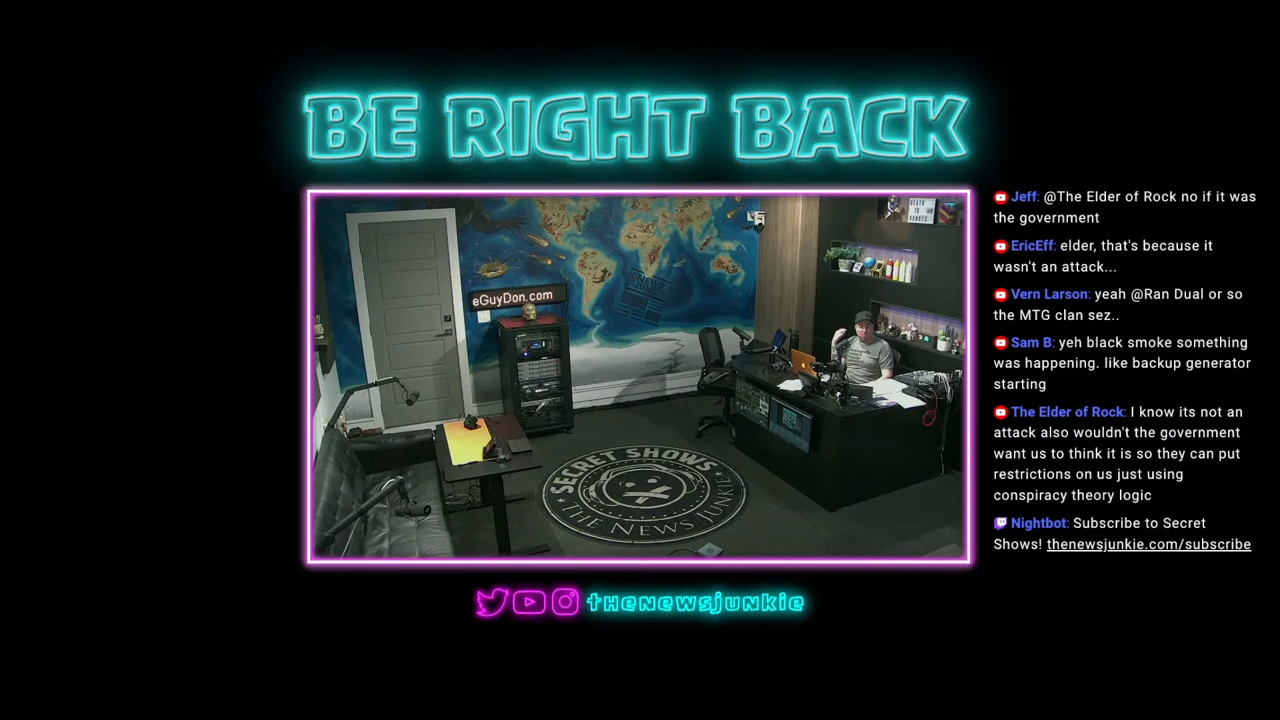 BE RIGHT BACK
eGuyDon.com
DEATH TO
SECRET SHOWS
THE NEWS JUNKIE
thenewsjunkie
Jeff: @The Elder of Rock no if it was
the government
EricEff: elder, that's because it
wasn't an attack...
Vern Larson: yeah @Ran Dual or so
the MTG clan sez..
Sam B: yeh black smoke something
was happening. like backup generator
starting
The Elder of Rock: I know its not an
attack also wouldn't the government
want us to think it is so they can put
restrictions on us just using
conspiracy theory logic
Nightbot: Subscribe to Secret
Shows! thenewsjunkie.com/subscribe